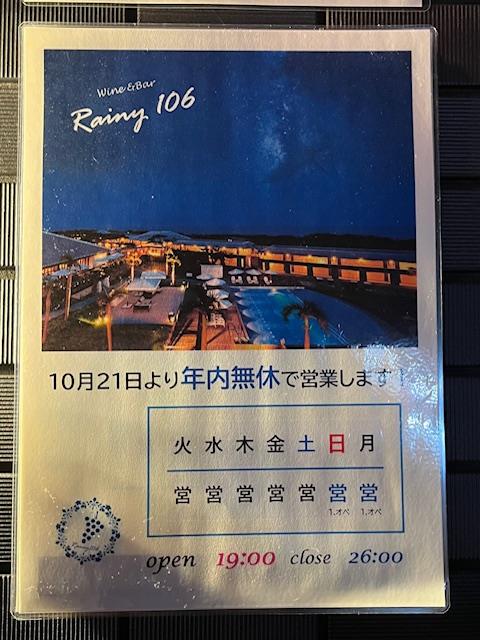 Wine & Bar
Rainy 106
10月21日より年内無休で営業します!
火 水 木 金 土 日 月
営 営 営 営 営 営 営
1.オペ 1.オペ
open 19:00 close 26:00